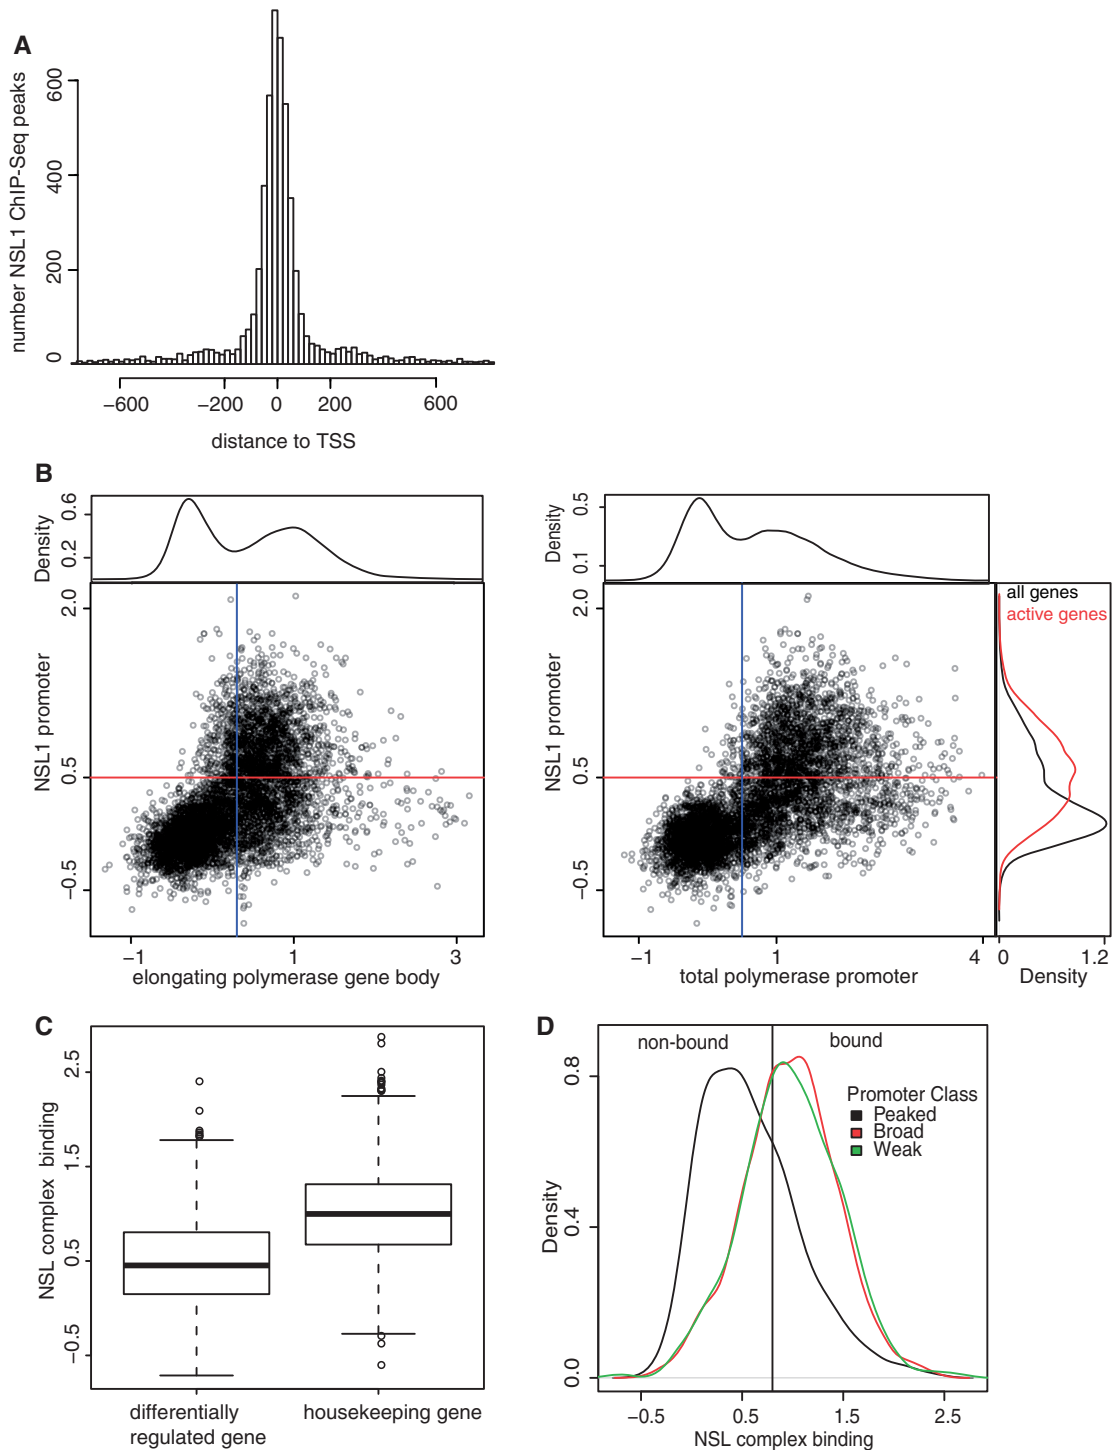 A
number NSL1 ChIP-Seq peaks
600
400
200
0
−600
−200
0
200
600
distance to TSS
B
Density
0.6
0.2
NSL1 promoter
2.0
0.5
−0.5
−1
1
3
elongating polymerase gene body
Density
0.5
0.1
NSL1 promoter
2.0
0.5
−0.5
−1
1
4
total polymerase promoter
all genes
active genes
0
1.2
Density
C
NSL complex binding
2.5
1.5
0.5
−0.5
differentially
regulated gene
housekeeping gene
D
non-bound
bound
Promoter Class
Peaked
Broad
Weak
Density
0.8
0.4
0.0
−0.5
0.5
1.5
2.5
NSL complex binding